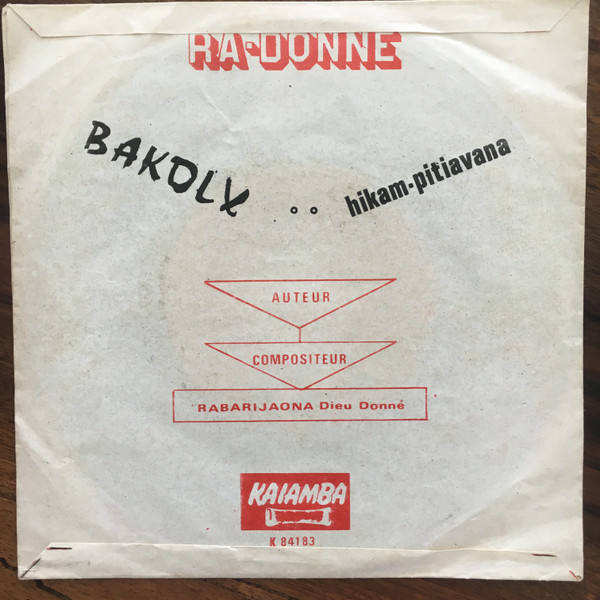 RA-DONNE
BAKOLY
hikam-pitiavana
AUTEUR
COMPOSITEUR
RABARIJAONA Dieu Donné
KAIAMBA
K 84183